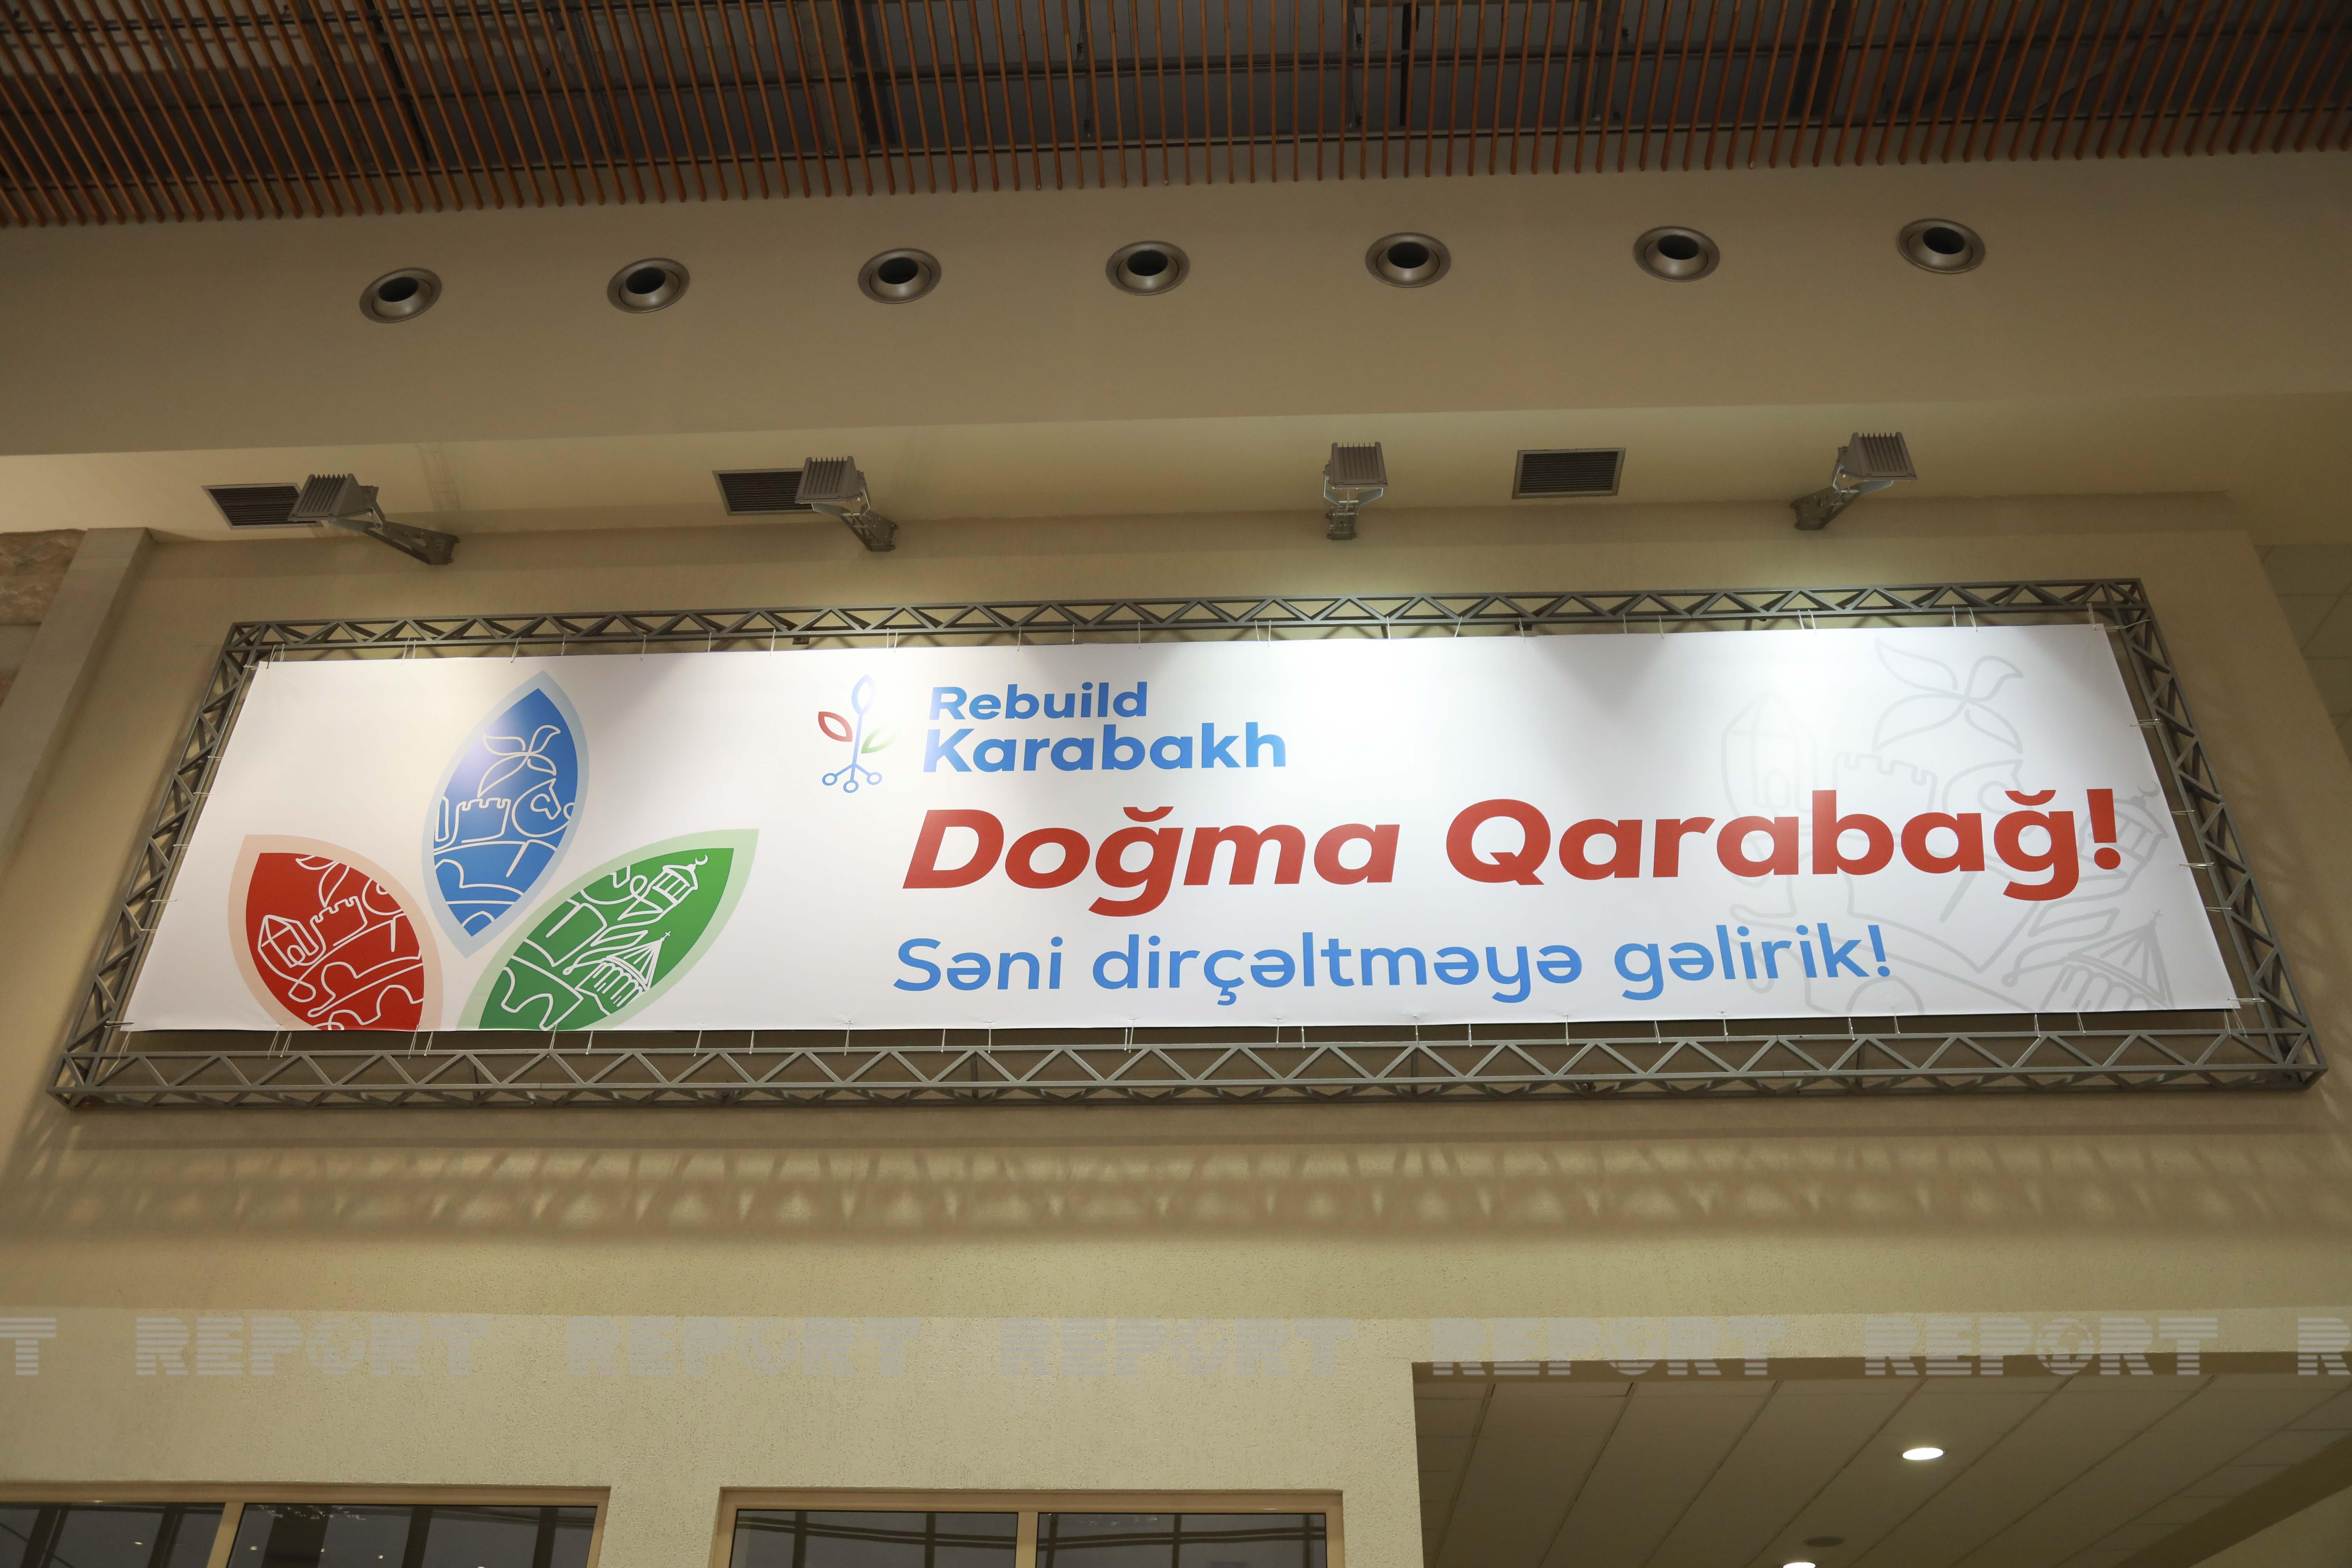 Rebuild
Karabakh
Doğma Qarabağ!
Səni dirçəltməyə gəlirik!
T REPORT REPORT REPORT REPORT REPORT R